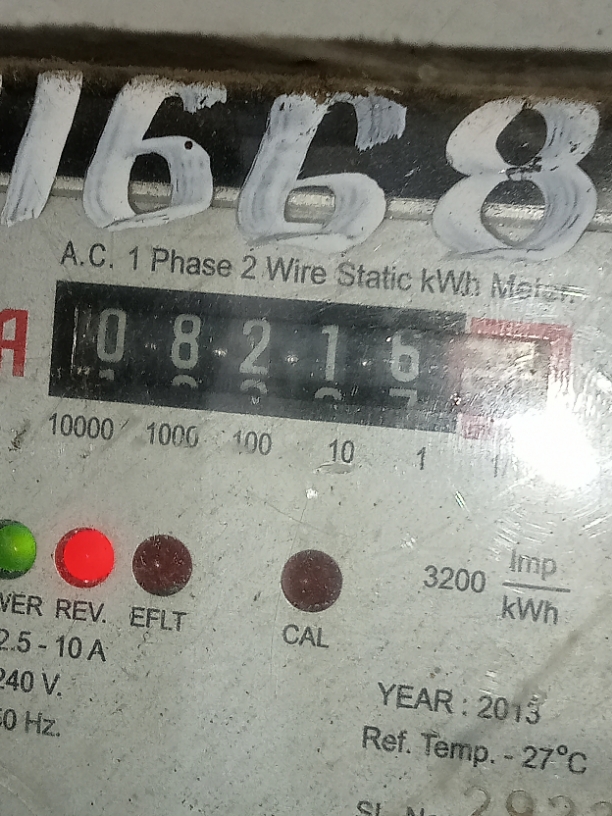 1668
A.C. 1 Phase 2 Wire Static kWh Meter.
A
0 8 2 1 6
10000 1000 100 10 1
REV. EFLT CAL
3200 Imp/kWh
2.5 - 10 A
240 V.
50 Hz.
YEAR : 2013
Ref. Temp. - 27°C